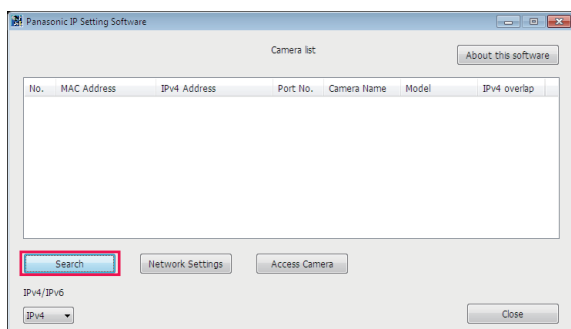 Panasonic IP Setting Software
Camera list
About this software
No. MAC Address IPv4 Address Port No. Camera Name Model IPv4 overlap
Search Network Settings Access Camera
IPv4/IPv6
IPv4 Close